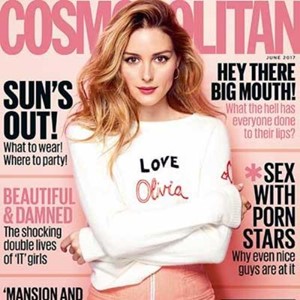 COSMOPOLITAN
JUNE 2017
HEY THERE
BIG MOUTH!
What the hell has
everyone done
to their lips?
SUN'S
OUT!
What to wear!
Where to party!
LOVE
Olivia
BEAUTIFUL
& DAMNED
The shocking
double lives
of 'IT' girls
*SEX
WITH
PORN
STARS
Why even nice
guys are at it
'MANSION AND